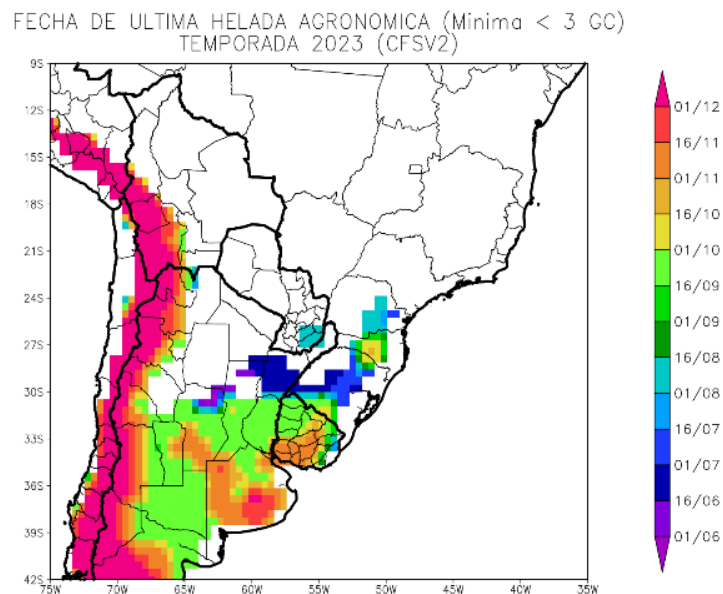 FECHA DE ULTIMA HELADA AGRONOMICA (Minima < 3 GC)
TEMPORADA 2023 (CFSV2)
9S
12S
15S
18S
21S
24S
27S
30S
33S
36S
39S
42S
75W 70W 65W 60W 55W 50W 45W 40W 35W
01/12
16/11
01/11
16/10
01/10
16/09
01/09
16/08
01/08
16/07
01/07
16/06
01/06